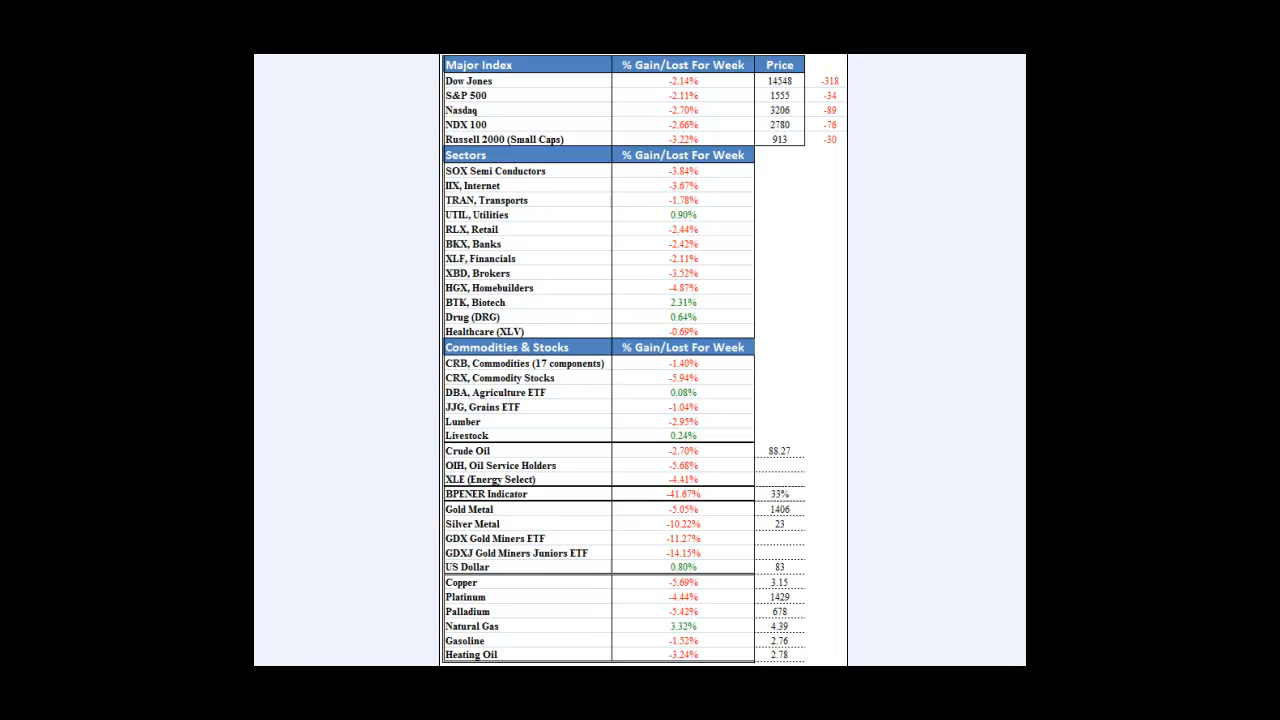 Major Index % Gain/Lost For Week Price
Dow Jones -2.14% 14548 -318
S&P 500 -2.11% 1555 -34
Nasdaq -2.70% 3206 -89
NDX 100 -2.66% 2780 -76
Russell 2000 (Small Caps) -3.22% 913 -30
Sectors % Gain/Lost For Week
SOX Semi Conductors -3.84%
IIX, Internet -3.67%
TRAN, Transports -1.78%
UTIL, Utilities 0.90%
RLX, Retail -2.44%
BKX, Banks -2.42%
XLF, Financials -2.11%
XBD, Brokers -3.52%
HGX, Homebuilders -4.87%
BTK, Biotech 2.31%
Drug (DRG) 0.64%
Healthcare (XLV) -0.69%
Commodities & Stocks % Gain/Lost For Week
CRB, Commodities (17 components) -1.40%
CRX, Commodity Stocks -5.94%
DBA, Agriculture ETF 0.08%
JJG, Grains ETF -1.04%
Lumber -2.95%
Livestock 0.24%
Crude Oil -2.70% 88.27
OIH, Oil Service Holders -5.68%
XLE (Energy Select) -4.41%
BPENER Indicator -41.67% 33%
Gold Metal -5.05% 1406
Silver Metal -10.22% 23
GDX Gold Miners ETF -11.27%
GDXJ Gold Miners Juniors ETF -14.15%
US Dollar 0.80% 83
Copper -5.69% 3.15
Platinum -4.44% 1429
Palladium -5.42% 678
Natural Gas 3.32% 4.39
Gasoline -1.52% 2.76
Heating Oil -3.24% 2.78